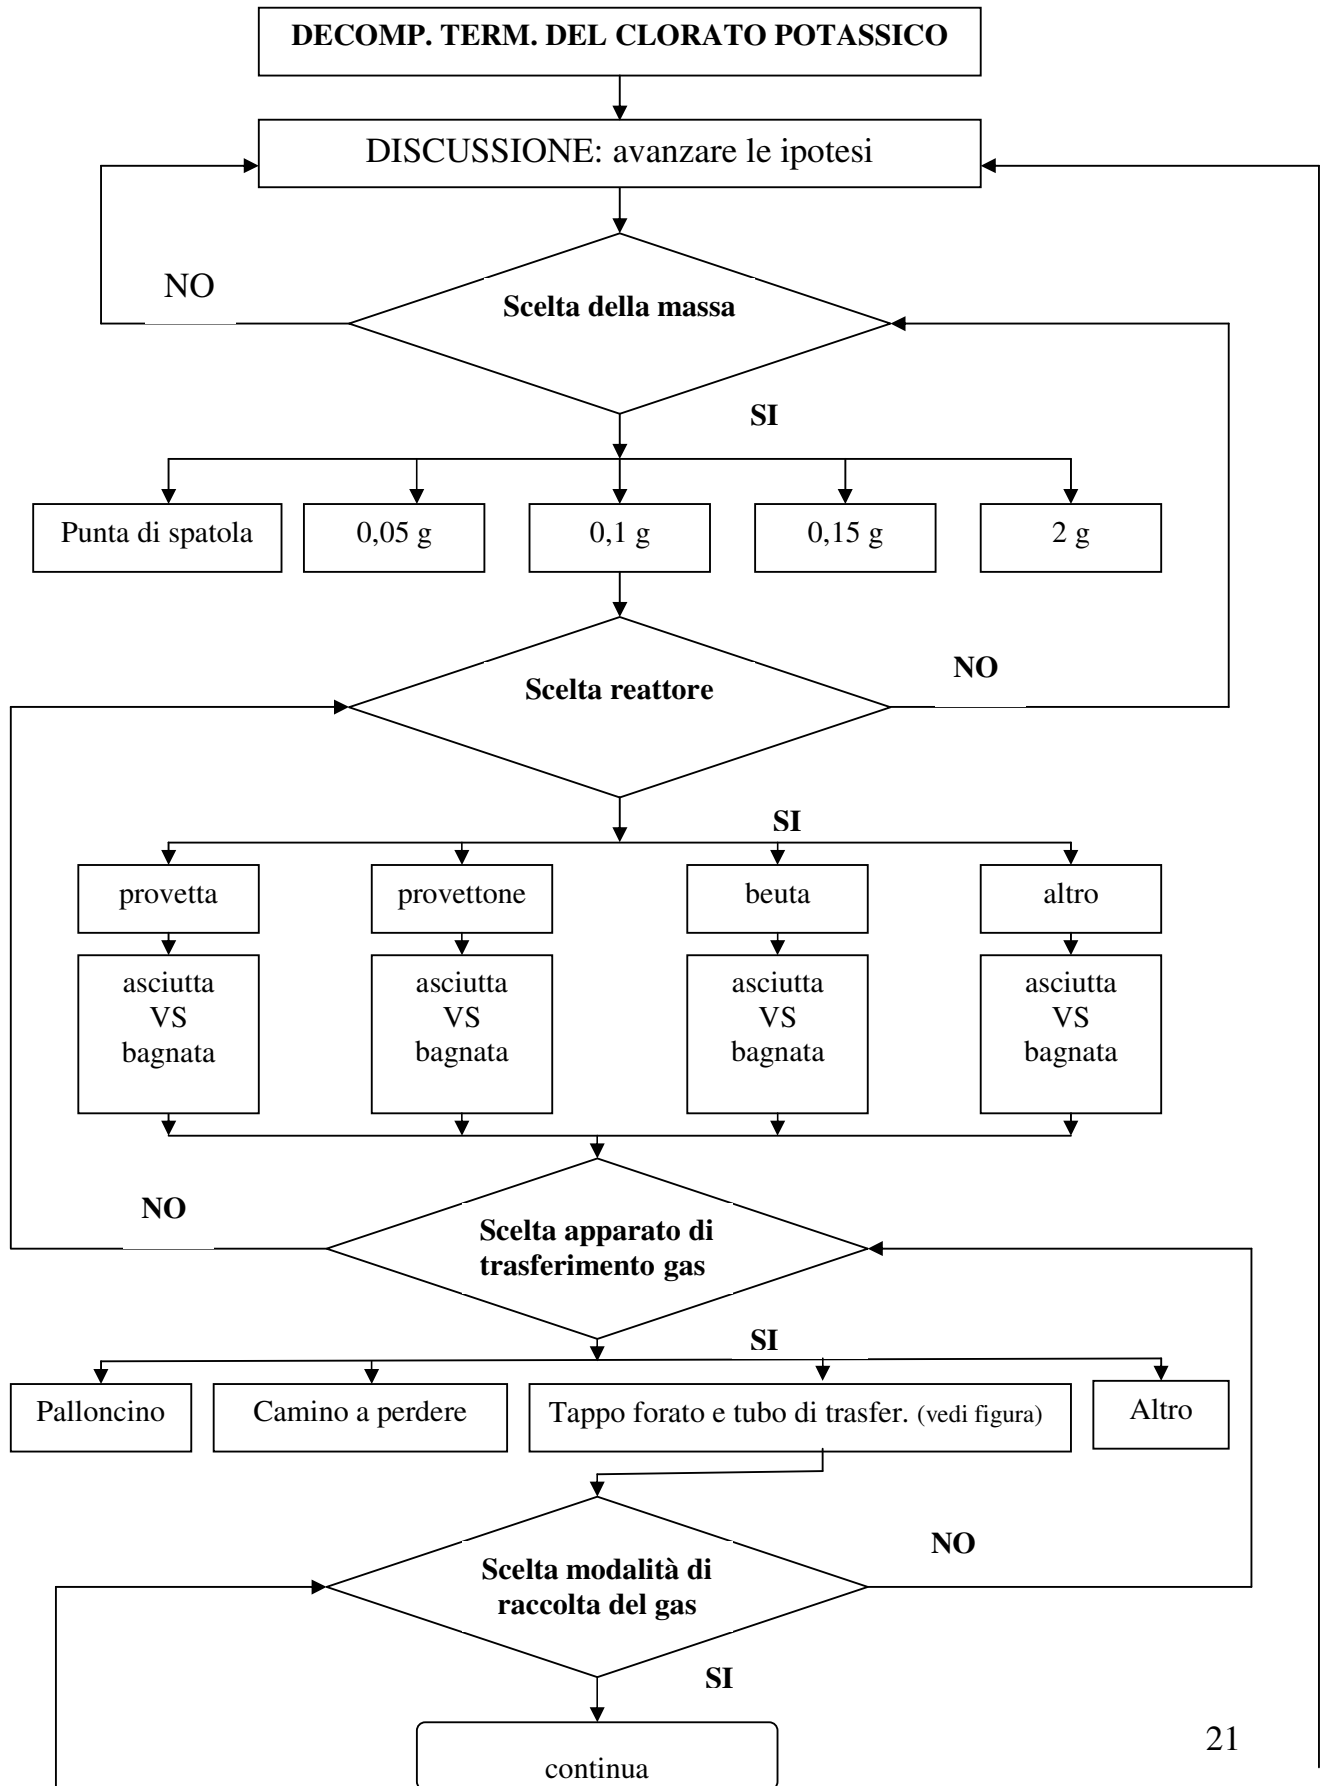 DECOMP. TERM. DEL CLORATO POTASSICO
DISCUSSIONE: avanzare le ipotesi
NO
Scelta della massa
SI
Punta di spatola
0,05 g
0,1 g
0,15 g
2 g
Scelta reattore
NO
SI
provetta
provettone
beuta
altro
asciutta
VS
bagnata
asciutta
VS
bagnata
asciutta
VS
bagnata
asciutta
VS
bagnata
NO
Scelta apparato di
trasferimento gas
SI
Palloncino
Camino a perdere
Tappo forato e tubo di trasfer. (vedi figura)
Altro
NO
Scelta modalità di
raccolta del gas
SI
continua
21